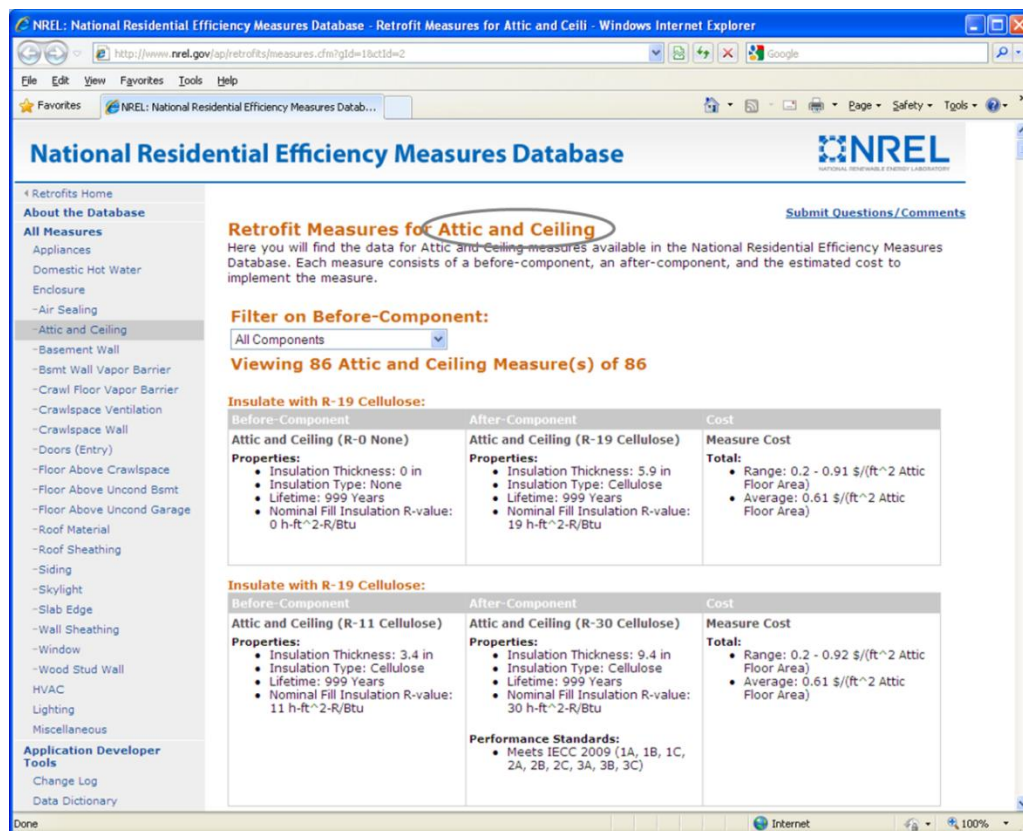 NREL: National Residential Efficiency Measures Database - Retrofit Measures for Attic and Ceili - Windows Internet Explorer
http://www.nrel.gov/ap/retrofits/measures.cfm?gId=1&ctId=2
Google
File Edit View Favorites Tools Help
Favorites
NREL: National Residential Efficiency Measures Datab...
Page Safety Tools
National Residential Efficiency Measures Database
NREL
NATIONAL RENEWABLE ENERGY LABORATORY
Retrofits Home
About the Database
All Measures
Appliances
Domestic Hot Water
Enclosure
-Air Sealing
-Attic and Ceiling
-Basement Wall
-Bsmt Wall Vapor Barrier
-Crawl Floor Vapor Barrier
-Crawlspace Ventilation
-Crawlspace Wall
-Doors (Entry)
-Floor Above Crawlspace
-Floor Above Uncond Bsmt
-Floor Above Uncond Garage
-Roof Material
-Roof Sheathing
-Siding
-Skylight
-Slab Edge
-Wall Sheathing
-Window
-Wood Stud Wall
HVAC
Lighting
Miscellaneous
Application Developer
Tools
Change Log
Data Dictionary
Submit Questions/Comments
Retrofit Measures for Attic and Ceiling
Here you will find the data for Attic and Ceiling measures available in the National Residential Efficiency Measures
Database. Each measure consists of a before-component, an after-component, and the estimated cost to
implement the measure.
Filter on Before-Component:
All Components
Viewing 86 Attic and Ceiling Measure(s) of 86
Insulate with R-19 Cellulose:
Before-Component
Attic and Ceiling (R-0 None)
Properties:
• Insulation Thickness: 0 in
• Insulation Type: None
• Lifetime: 999 Years
• Nominal Fill Insulation R-value:
0 h-ft^2-R/Btu
After-Component
Attic and Ceiling (R-19 Cellulose)
Properties:
• Insulation Thickness: 5.9 in
• Insulation Type: Cellulose
• Lifetime: 999 Years
• Nominal Fill Insulation R-value:
19 h-ft^2-R/Btu
Cost
Measure Cost
Total:
• Range: 0.2 - 0.91 $/(ft^2 Attic
Floor Area)
• Average: 0.61 $/(ft^2 Attic
Floor Area)
Insulate with R-19 Cellulose:
Before-Component
Attic and Ceiling (R-11 Cellulose)
Properties:
• Insulation Thickness: 3.4 in
• Insulation Type: Cellulose
• Lifetime: 999 Years
• Nominal Fill Insulation R-value:
11 h-ft^2-R/Btu
After-Component
Attic and Ceiling (R-30 Cellulose)
Properties:
• Insulation Thickness: 9.4 in
• Insulation Type: Cellulose
• Lifetime: 999 Years
• Nominal Fill Insulation R-value:
30 h-ft^2-R/Btu
Performance Standards:
• Meets IECC 2009 (1A, 1B, 1C,
2A, 2B, 2C, 3A, 3B, 3C)
Cost
Measure Cost
Total:
• Range: 0.2 - 0.92 $/(ft^2 Attic
Floor Area)
• Average: 0.61 $/(ft^2 Attic
Floor Area)
Done
Internet
100%